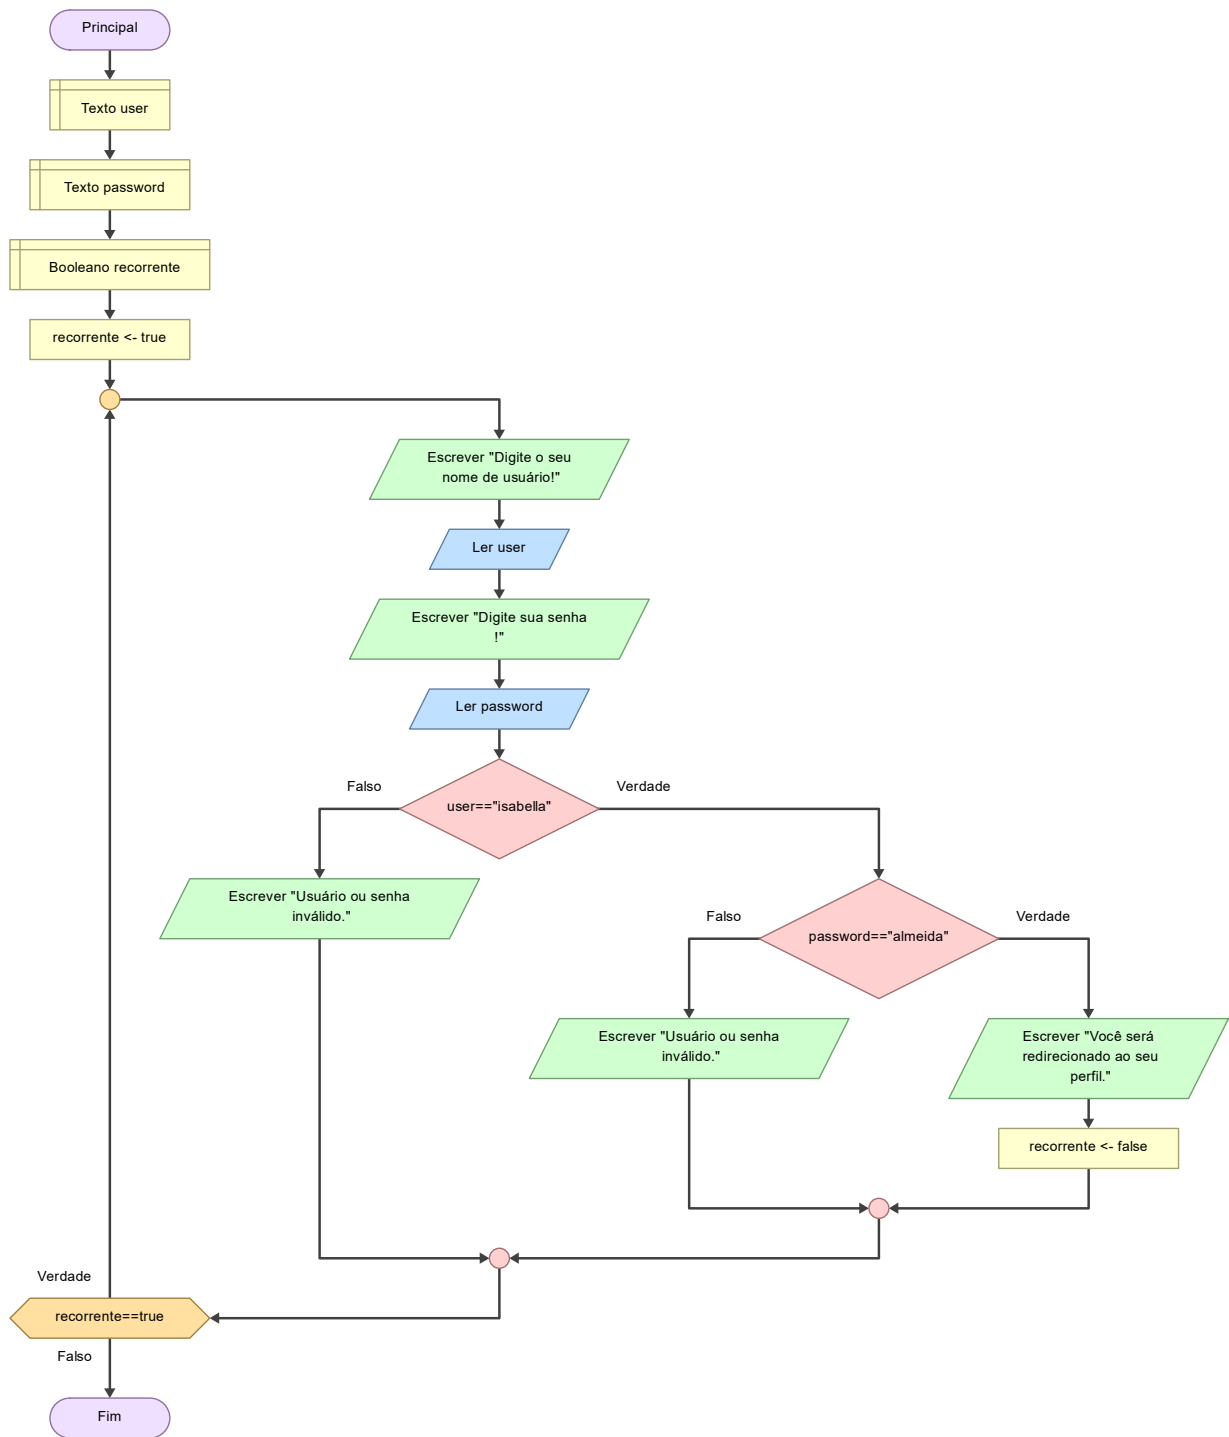 Principal
Texto user
Texto password
Booleano recorrente
recorrente <- true
Escrever "Digite o seu
nome de usuário!"
Ler user
Escrever "Digite sua senha
!"
Ler password
Falso
Verdade
user=="isabella"
Escrever "Usuário ou senha
inválido."
Falso
Verdade
password=="almeida"
Escrever "Usuário ou senha
inválido."
Escrever "Você será
redirecionado ao seu
perfil."
recorrente <- false
Verdade
recorrente==true
Falso
Fim